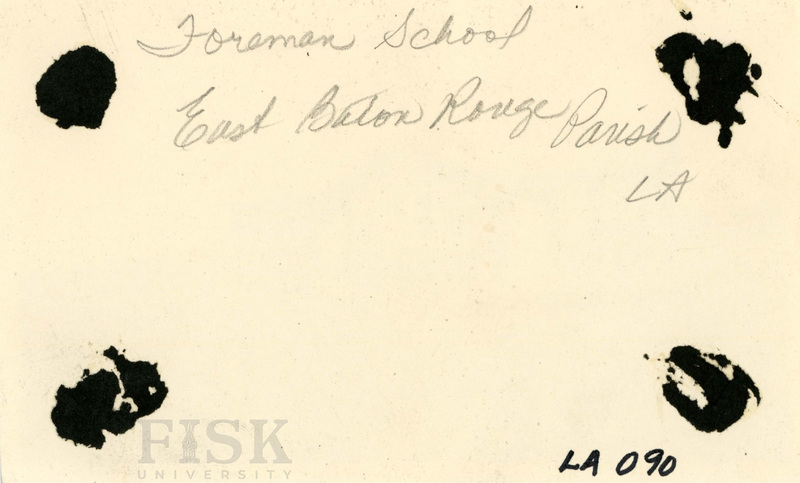 Foreman School
East Baton Rouge Parish
LA
FISK
UNIVERSITY
LA 090